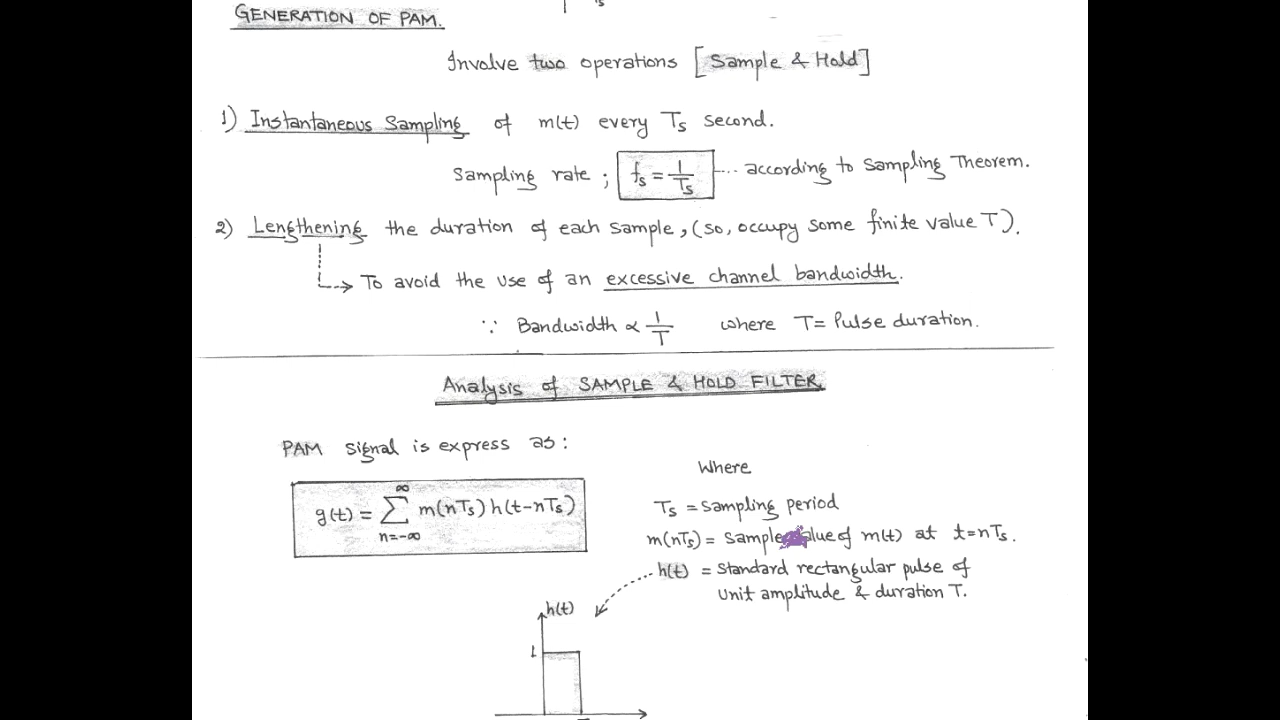 GENERATION OF PAM.
Involve two operations [Sample & Hold]
1) Instantaneous Sampling of m(t) every Ts second.
Sampling rate ; fs = 1/Ts ... according to Sampling Theorem.
2) Lengthening the duration of each sample, (so, occupy some finite value T).
To avoid the use of an excessive channel bandwidth.
∵ Bandwidth ∝ 1/T where T = Pulse duration.
Analysis of SAMPLE & HOLD FILTER
PAM signal is express as :
Where
g(t) = ∑ n=-∞ ∞ m(nTs) h(t-nTs)
Ts = Sampling period
m(nTs) = Sample value of m(t) at t=nTs.
h(t) = Standard rectangular pulse of
unit amplitude & duration T.
h(t)
1